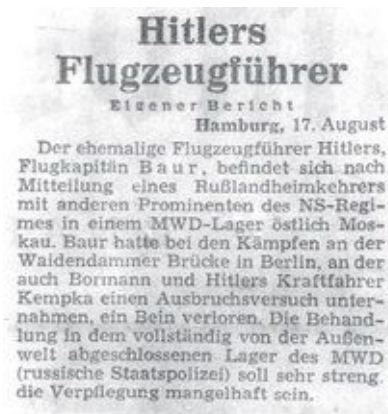 Hitlers
Flugzeugführer
Eigener Bericht
Hamburg, 17. August
Der ehemalige Flugzeugführer Hitlers,
Flugkapitän Baur, befindet sich nach
Mitteilung eines Rußlandheimkehrers
mit anderen Prominenten des NS-Regi-
mes in einem MWD-Lager östlich Mos-
kau. Baur hatte bei den Kämpfen an der
Waidendammer Brücke in Berlin, an der
auch Bormann und Hitlers Kraftfahrer
Kempka einen Ausbruchsversuch unter-
nahmen, ein Bein verloren. Die Behand-
lung in dem vollständig von der Außen-
welt abgeschlossenen Lager des MWD
(russische Staatspolizei) soll sehr streng,
die Verpflegung mangelhaft sein.